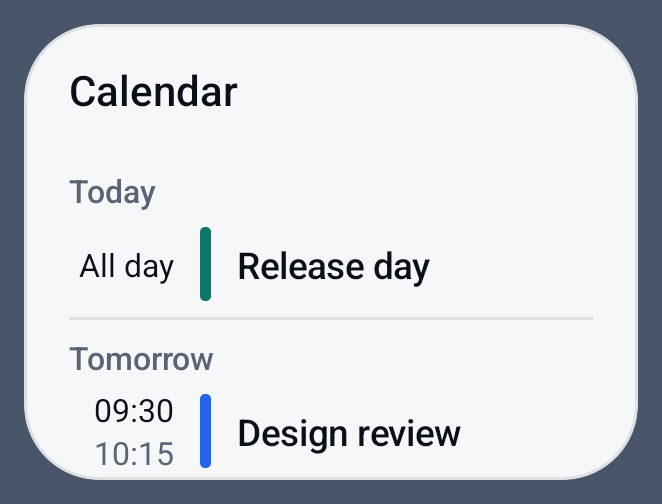 Calendar
Today
All day Release day
Tomorrow
09:30
10:15 Design review